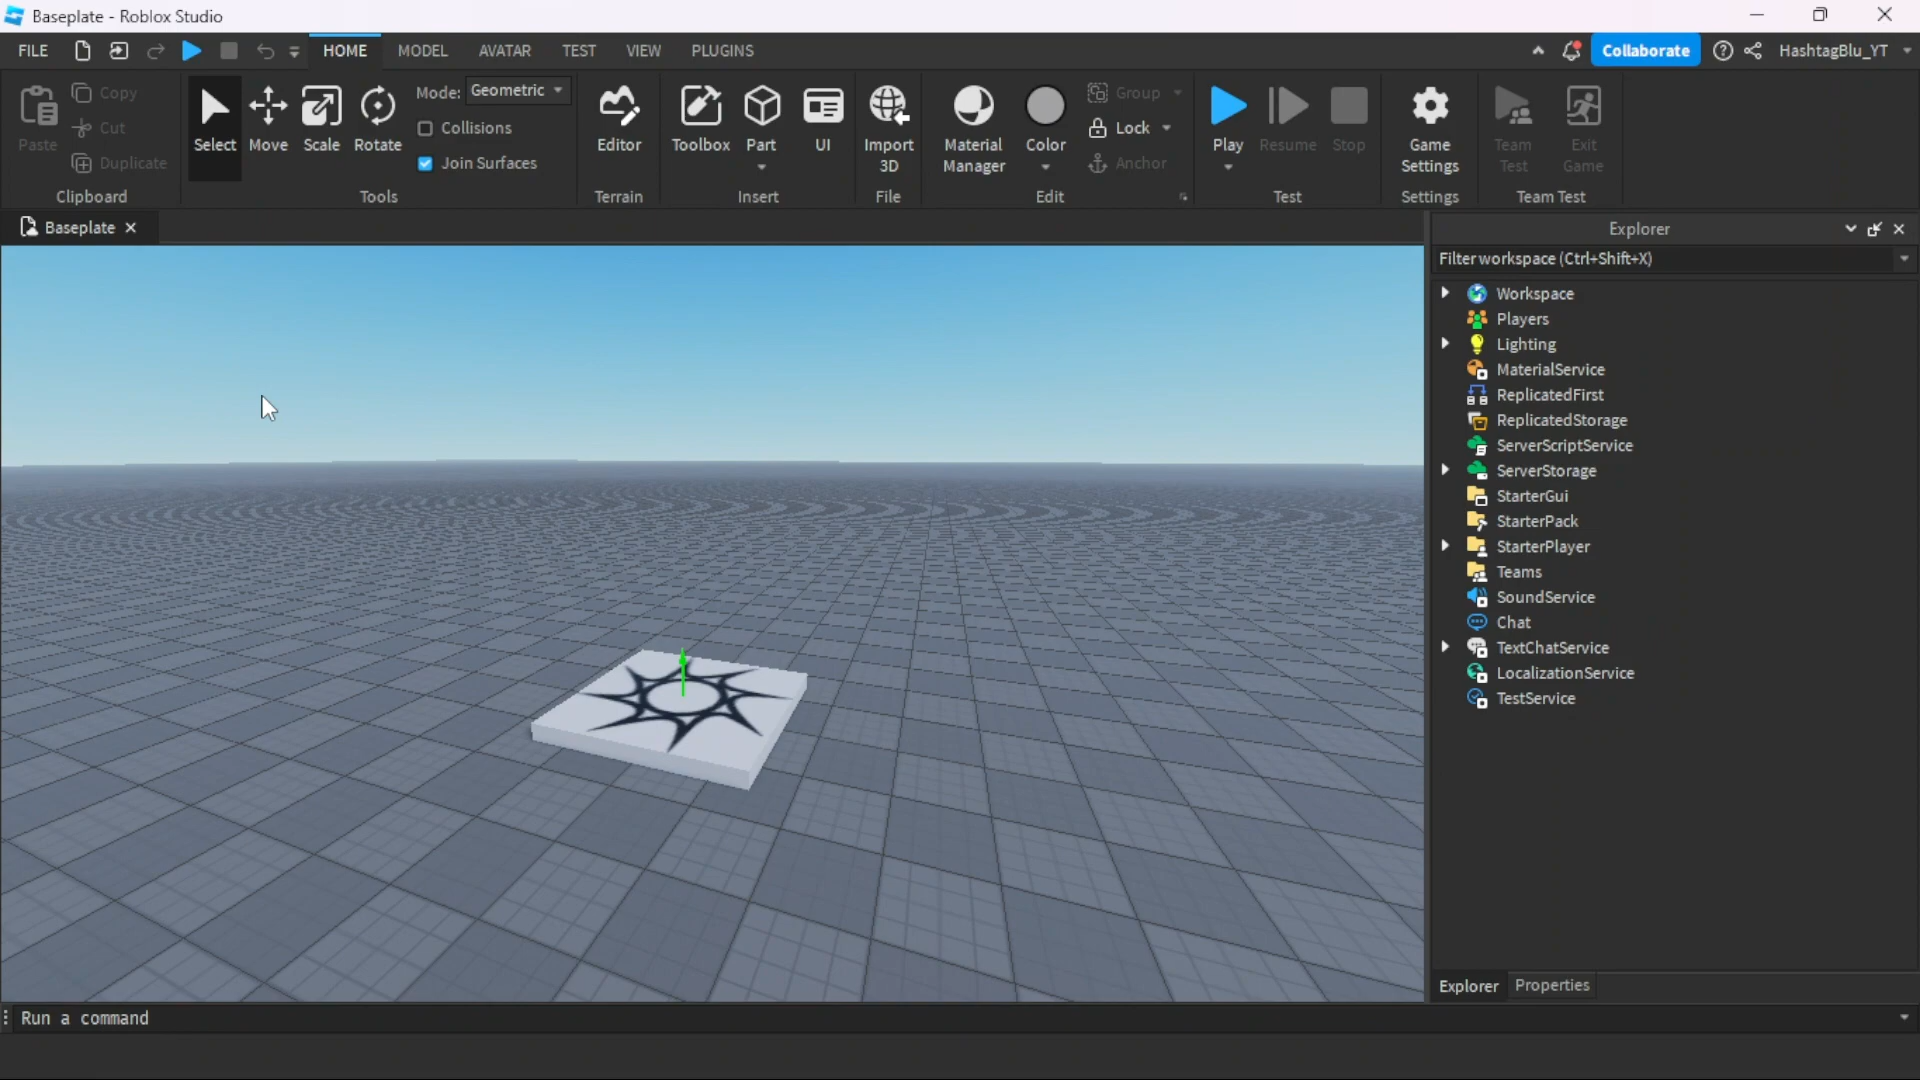 Baseplate - Roblox Studio
FILE HOME MODEL AVATAR TEST VIEW PLUGINS Collaborate HashtagBlu_YT
Paste Copy Cut Duplicate Clipboard
Select Move Scale Rotate Mode: Geometric Collisions Join Surfaces Tools
Editor Terrain
Toolbox Part UI Insert
Import 3D File
Material Manager Color Group Lock Anchor Edit
Play Resume Stop Test
Game Settings Settings
Team Test Exit Game Team Test
Baseplate
Explorer
Filter workspace (Ctrl+Shift+X)
Workspace
Players
Lighting
MaterialService
ReplicatedFirst
ReplicatedStorage
ServerScriptService
ServerStorage
StarterGui
StarterPack
StarterPlayer
Teams
SoundService
Chat
TextChatService
LocalizationService
TestService
Explorer Properties
Run a command